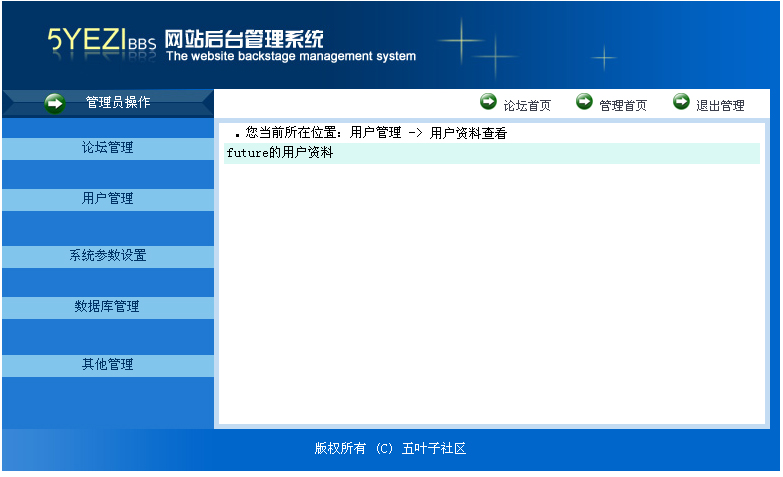 5YEZIBBS 网站后台管理系统
The website backstage management system
管理员操作
论坛首页 管理首页 退出管理
论坛管理
用户管理
系统参数设置
数据库管理
其他管理
. 您当前所在位置：用户管理 -> 用户资料查看
future的用户资料
版权所有 (C) 五叶子社区